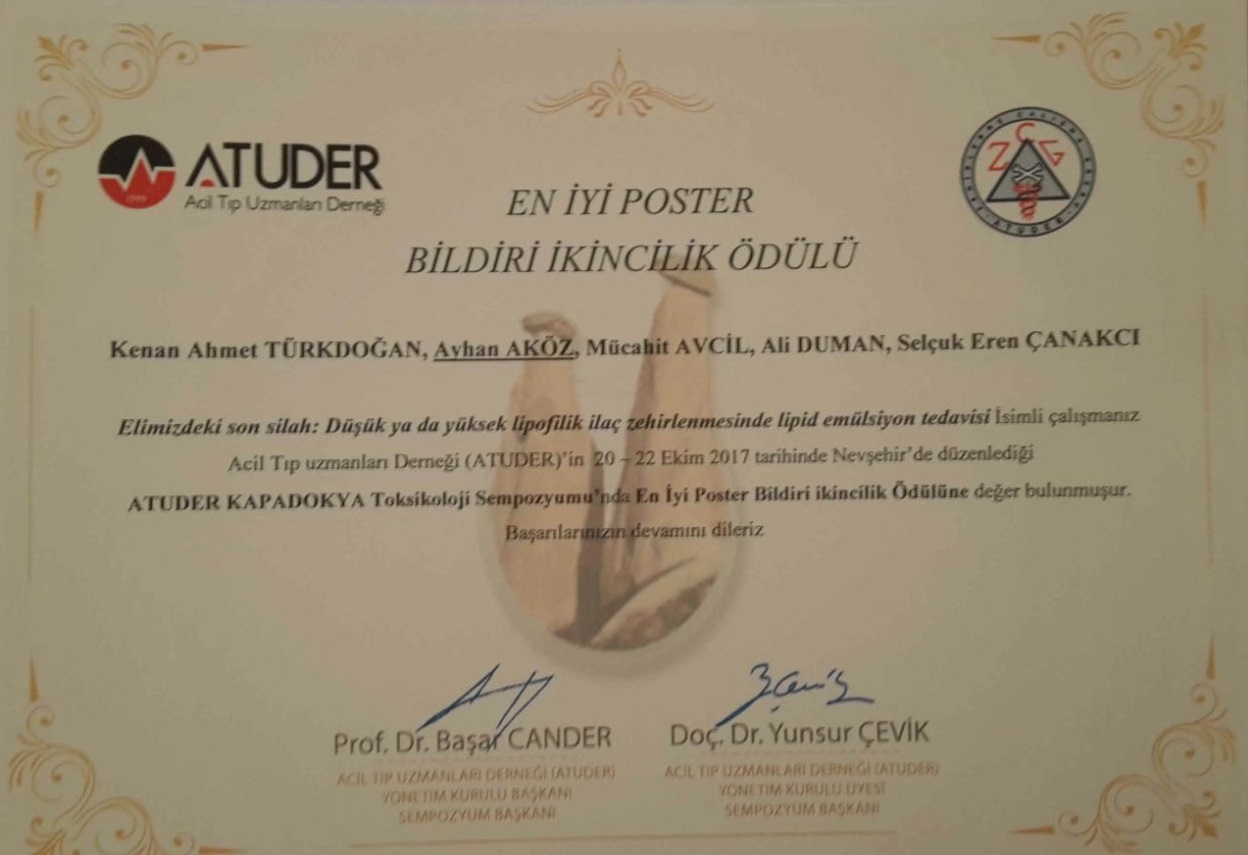 ATUDER
Acil Tıp Uzmanları Derneği
1999
ZÇG
ATUDER
EN İYİ POSTER
BİLDİRİ İKİNCİLİK ÖDÜLÜ
Kenan Ahmet TÜRKDOĞAN, Ayhan AKÖZ, Mücahit AVCİL, Ali DUMAN, Selçuk Eren ÇANAKCI
Elimizdeki son silah: Düşük ya da yüksek lipofilik ilaç zehirlenmesinde lipid emülsiyon tedavisi İsimli çalışmanız
Acil Tıp uzmanları Derneği (ATUDER)'in 20 – 22 Ekim 2017 tarihinde Nevşehir'de düzenlediği
ATUDER KAPADOKYA Toksikoloji Sempozyumu'nda En İyi Poster Bildiri ikincilik Ödülüne değer bulunmuşur.
Başarılarınızın devamını dileriz
Prof. Dr. Başar CANDER
ACİL TIP UZMANLARI DERNEĞİ (ATUDER)
YÖNETİM KURULU BAŞKANI
SEMPOZYUM BAŞKANI
Doç. Dr. Yunsur ÇEVİK
ACİL TIP UZMANLARI DERNEĞİ (ATUDER)
YÖNETİM KURULU ÜYESİ
SEMPOZYUM BAŞKANI